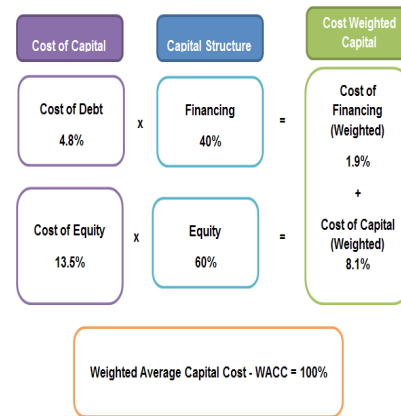 Cost of Capital
Capital Structure
Cost Weighted
Capital
Cost of Debt
4.8%
x
Financing
40%
=
Cost of
Financing
(Weighted)
1.9%
+
Cost of Equity
13.5%
x
Equity
60%
=
Cost of Capital
(Weighted)
8.1%
Weighted Average Capital Cost - WACC = 100%